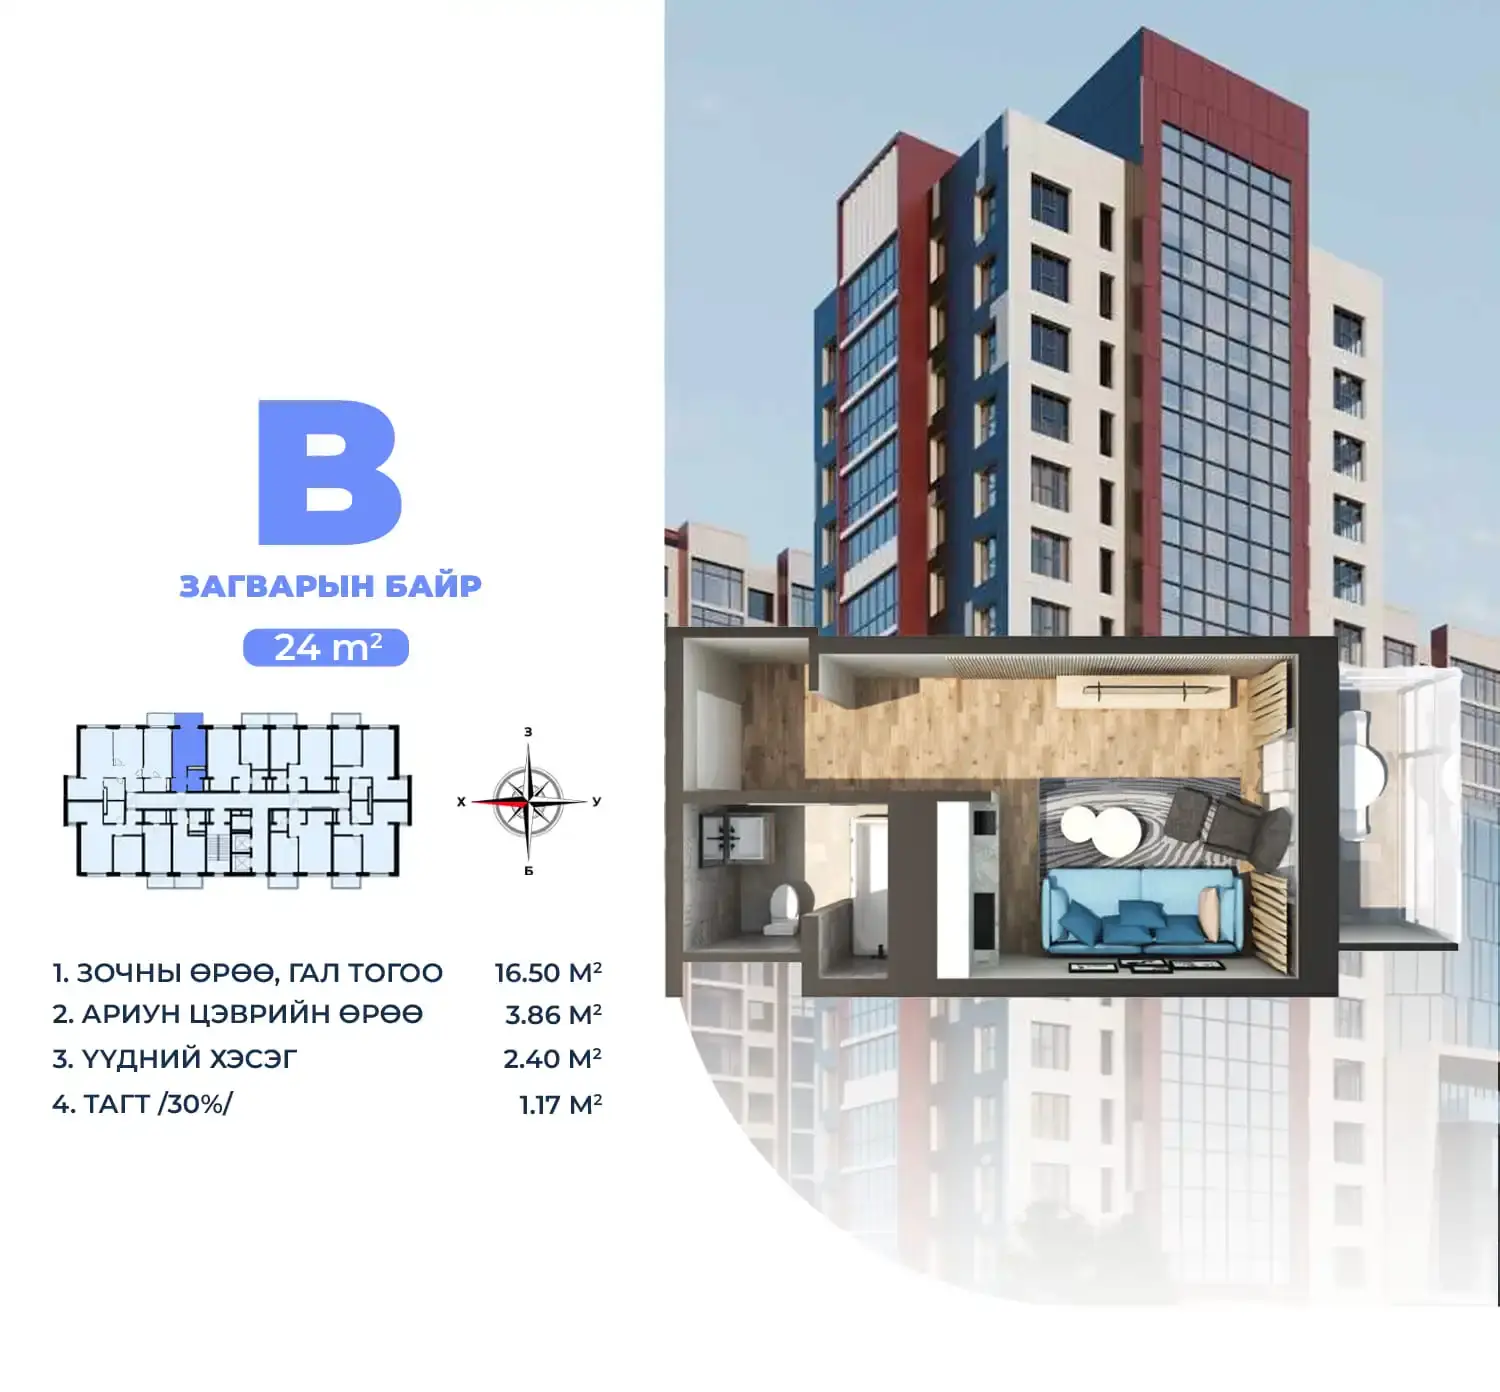 B
ЗАГВАРЫН БАЙР
24 m²
З
Х
У
Б
1. ЗОЧНЫ ӨРӨӨ, ГАЛ ТОГОО 16.50 М²
2. АРИУН ЦЭВРИЙН ӨРӨӨ 3.86 М²
3. ҮҮДНИЙ ХЭСЭГ 2.40 М²
4. ТАГТ /30%/ 1.17 М²